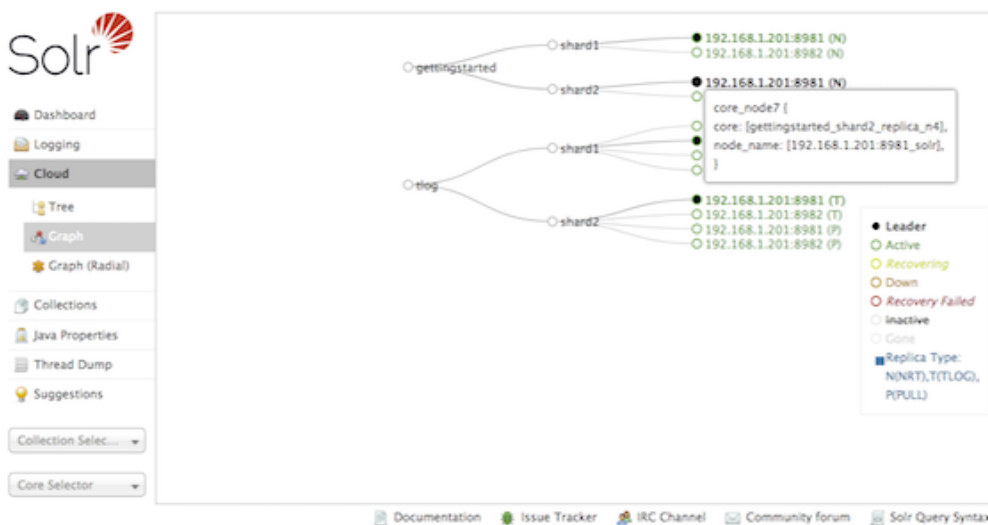 Solr
Dashboard
Logging
Cloud
Tree
Graph
Graph (Radial)
Collections
Java Properties
Thread Dump
Suggestions
Collection Selec...
Core Selector
gettingstarted
shard1
192.168.1.201:8981 (N)
192.168.1.201:8982 (N)
shard2
192.168.1.201:8981 (N)
core_node7 {
core: [gettingstarted_shard2_replica_n4],
node_name: [192.168.1.201:8981_solr],
}
tlog
shard1
shard2
192.168.1.201:8981 (T)
192.168.1.201:8982 (T)
192.168.1.201:8981 (P)
192.168.1.201:8982 (P)
Leader
Active
Recovering
Down
Recovery Failed
Inactive
Gone
Replica Type:
N(NRT),T(TLOG),
P(PULL)
Documentation Issue Tracker IRC Channel Community forum Solr Query Syntax